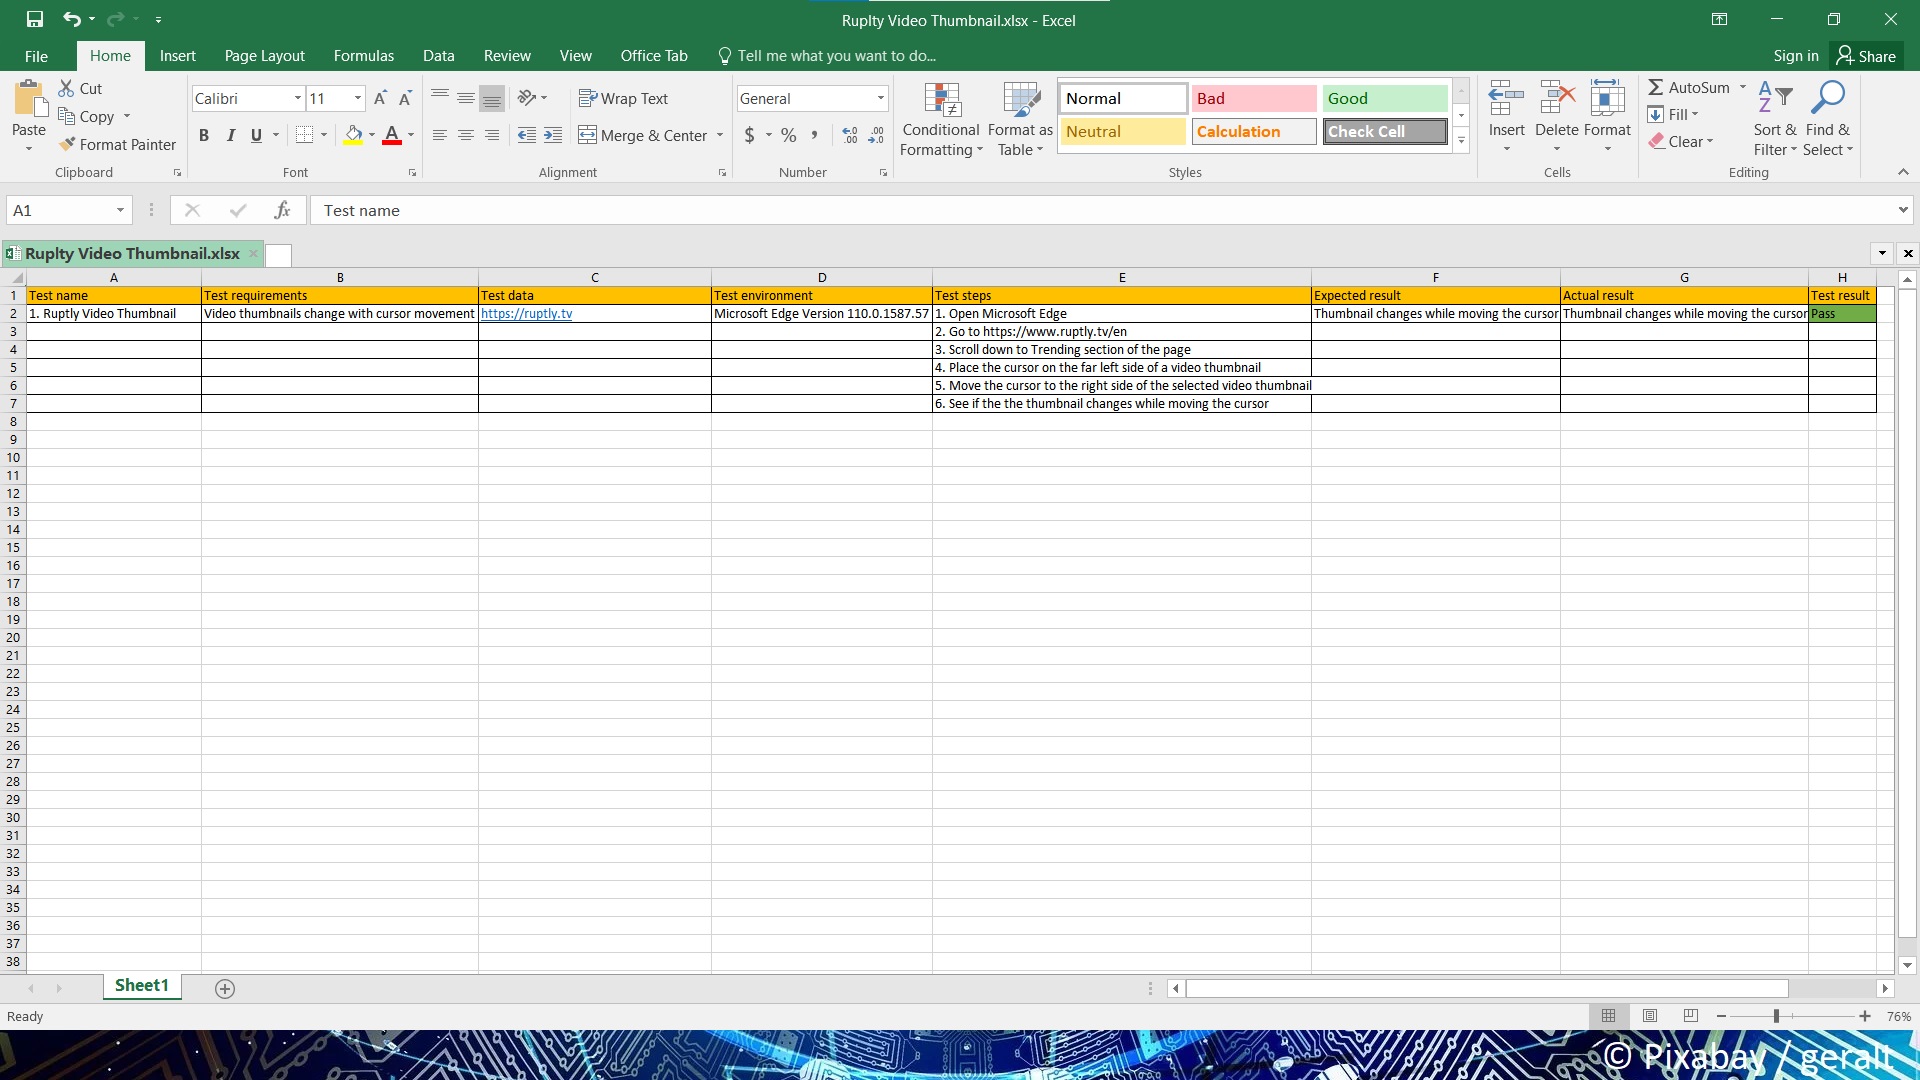 Ruplty Video Thumbnail.xlsx - Excel
File Home Insert Page Layout Formulas Data Review View Office Tab Tell me what you want to do... Sign in Share
Paste
Cut
Copy
Format Painter
Clipboard
Calibri 11
B I U
Font
Wrap Text
Merge & Center
Alignment
General
$ % ,
Number
Conditional Formatting
Format as Table
Normal Bad Good
Neutral Calculation Check Cell
Styles
Insert Delete Format
Cells
AutoSum
Fill
Clear
Sort & Filter
Find & Select
Editing
A1 fx Test name
Ruplty Video Thumbnail.xlsx
A B C D E F G H
1 Test name Test requirements Test data Test environment Test steps Expected result Actual result Test result
2 1. Ruptly Video Thumbnail Video thumbnails change with cursor movement https://ruptly.tv Microsoft Edge Version 110.0.1587.57 1. Open Microsoft Edge Thumbnail changes while moving the cursor Thumbnail changes while moving the cursor Pass
3 2. Go to https://www.ruptly.tv/en
4 3. Scroll down to Trending section of the page
5 4. Place the cursor on the far left side of a video thumbnail
6 5. Move the cursor to the right side of the selected video thumbnail
7 6. See if the the thumbnail changes while moving the cursor
8
9
10
11
12
13
14
15
16
17
18
19
20
21
22
23
24
25
26
27
28
29
30
31
32
33
34
35
36
37
38
Sheet1
Ready 76%
© Pixabay / geralt